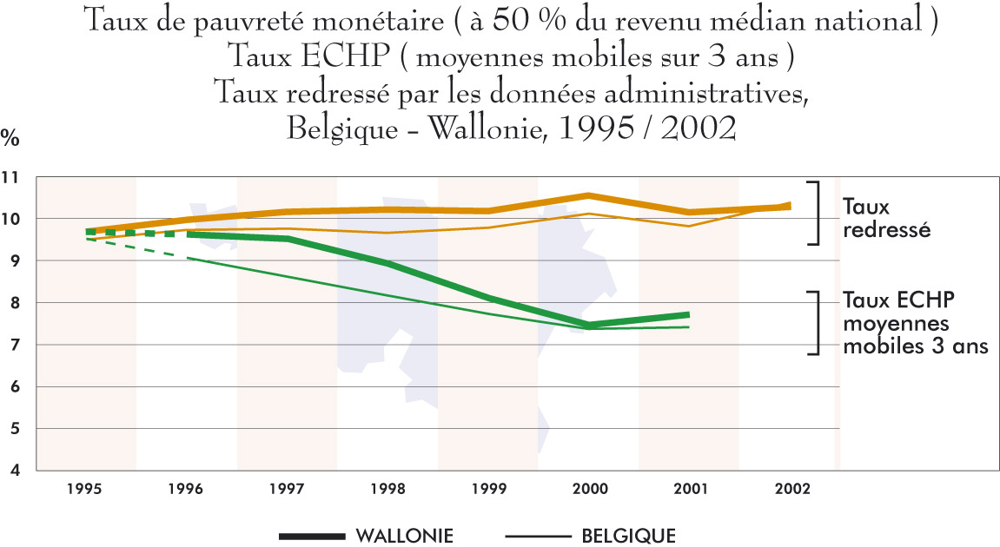 Taux de pauvreté monétaire ( à 50 % du revenu médian national )
Taux ECHP ( moyennes mobiles sur 3 ans )
Taux redressé par les données administratives,
Belgique – Wallonie, 1995 / 2002
%
11
10
9
8
7
6
5
4
Taux
redressé
Taux ECHP
moyennes
mobiles 3 ans
1995 1996 1997 1998 1999 2000 2001 2002
WALLONIE BELGIQUE